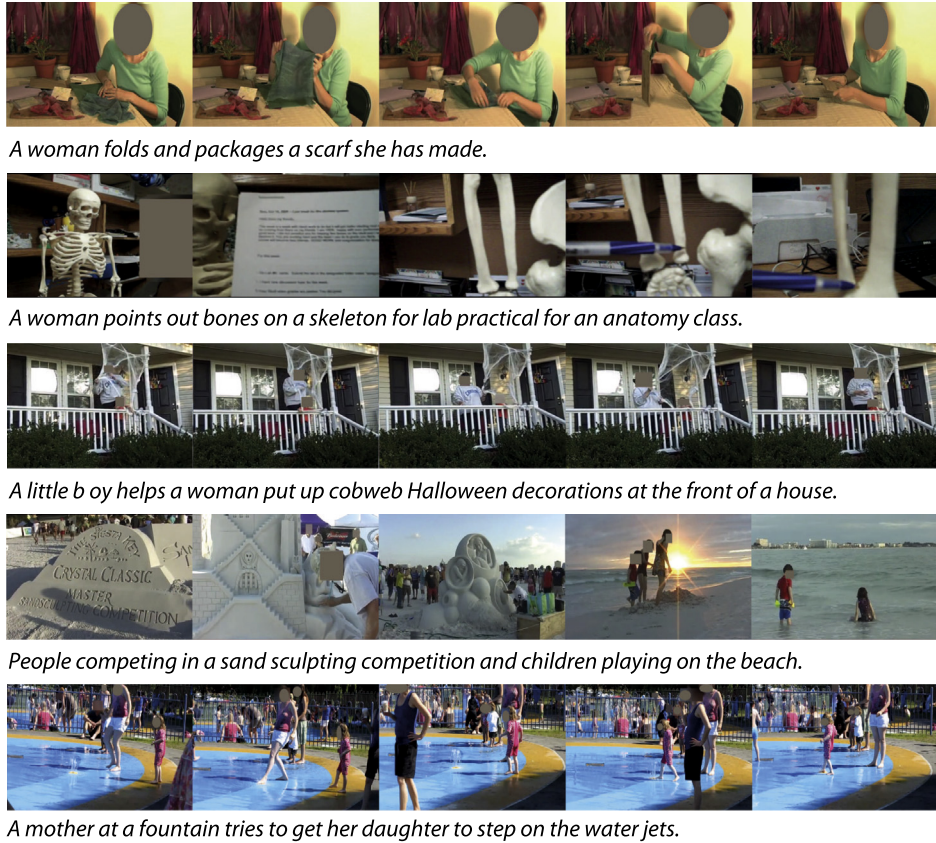 A woman folds and packages a scarf she has made.
A woman points out bones on a skeleton for lab practical for an anatomy class.
A little b oy helps a woman put up cobweb Halloween decorations at the front of a house.
SIESTA KEY
CRYSTAL CLASSIC
MASTER
SANDSCULPTING COMPETITION
People competing in a sand sculpting competition and children playing on the beach.
A mother at a fountain tries to get her daughter to step on the water jets.